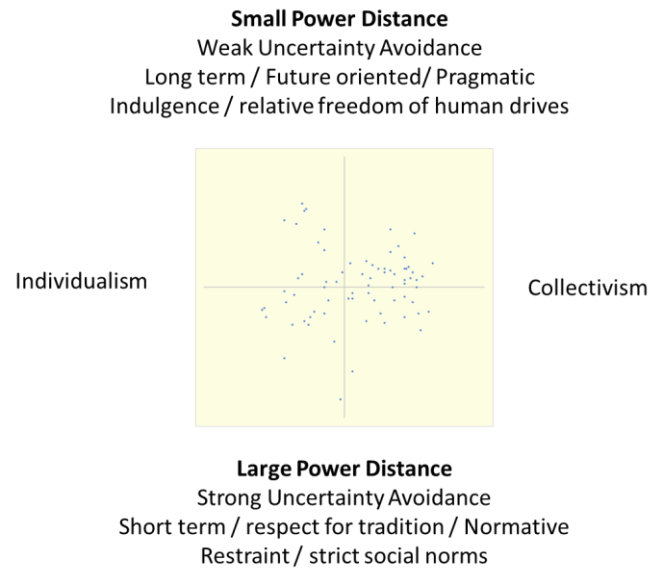 Small Power Distance
Weak Uncertainty Avoidance
Long term / Future oriented/ Pragmatic
Indulgence / relative freedom of human drives
Individualism
Collectivism
Large Power Distance
Strong Uncertainty Avoidance
Short term / respect for tradition / Normative
Restraint / strict social norms